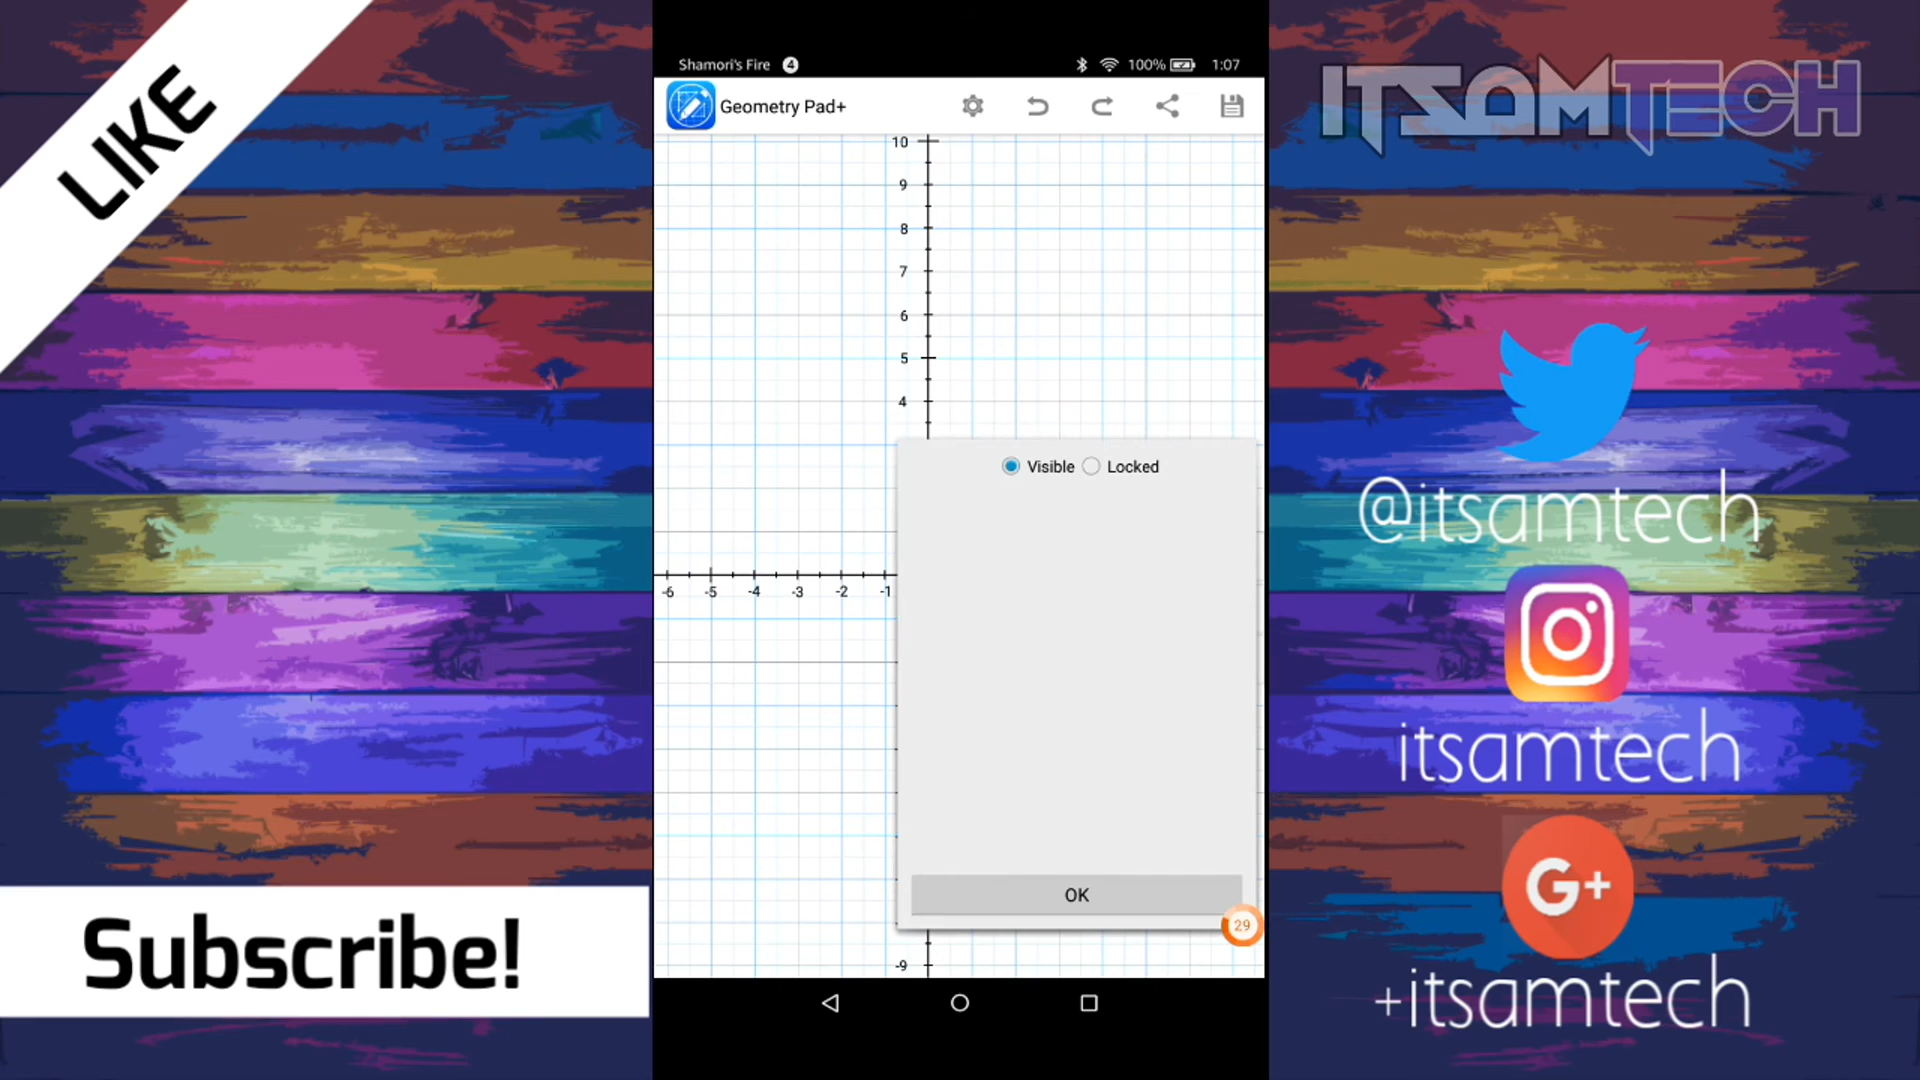 LIKE
Shamori's Fire 4
100% 1:07
ITSAMTECH
Geometry Pad+
10
9
8
7
6
5
4
Visible Locked
@itsamtech
-6 -5 -4 -3 -2 -1
itsamtech
OK
29
G+
Subscribe!
-9
+itsamtech